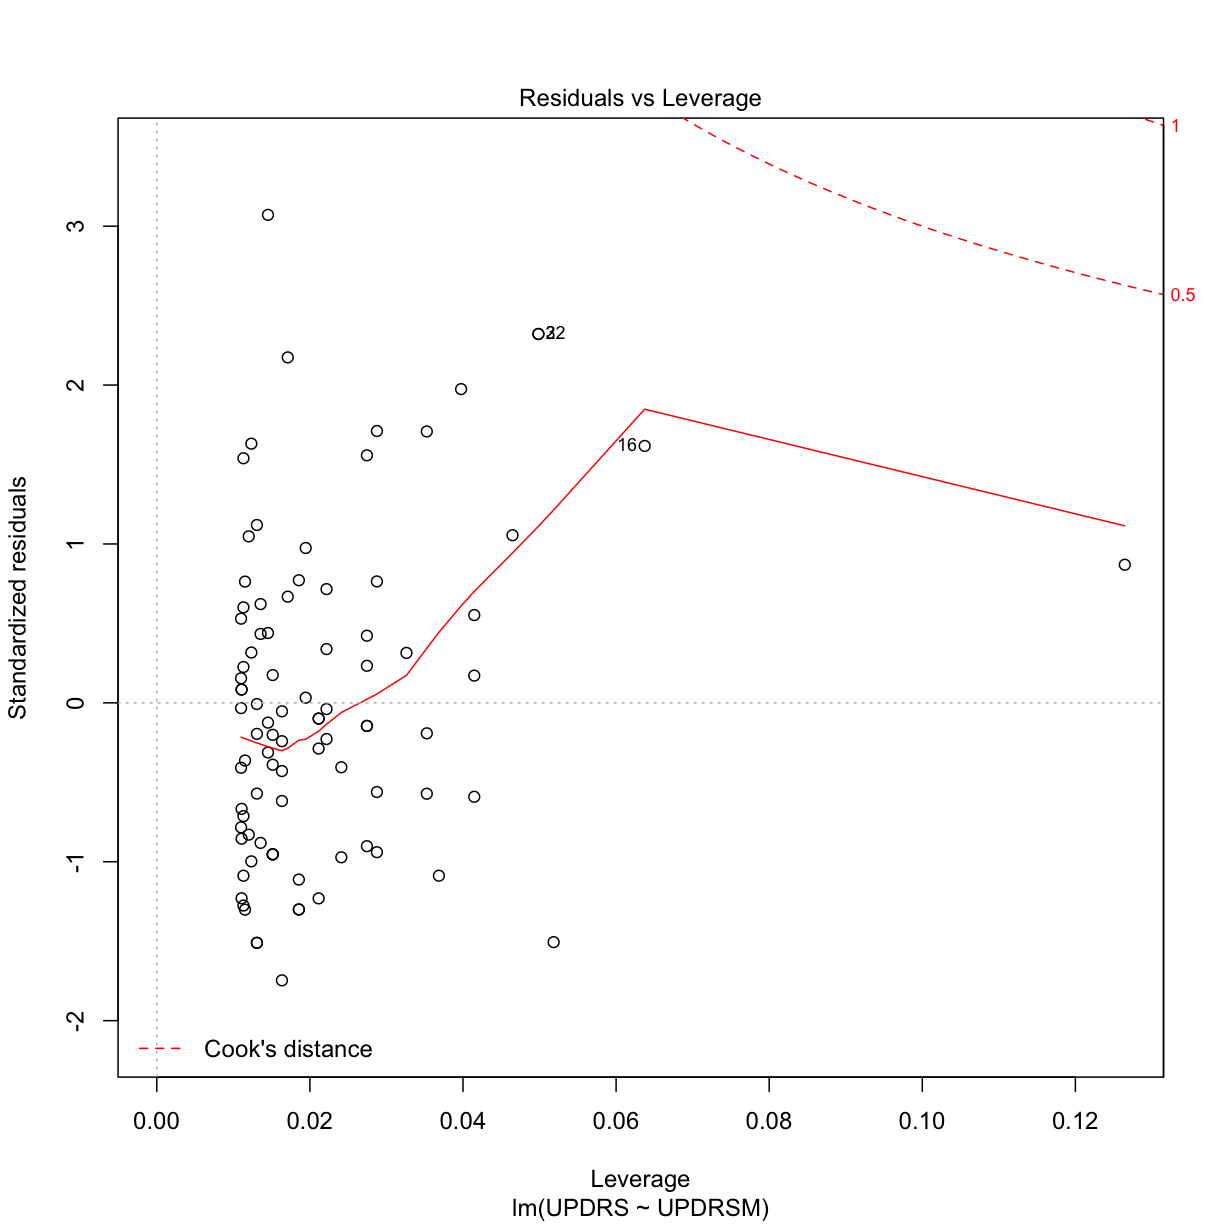 Residuals vs Leverage
1
0.5
3
2
1
0
-1
-2
Standardized residuals
16
Cook's distance
0.00 0.02 0.04 0.06 0.08 0.10 0.12
Leverage
lm(UPDRS ~ UPDRSM)